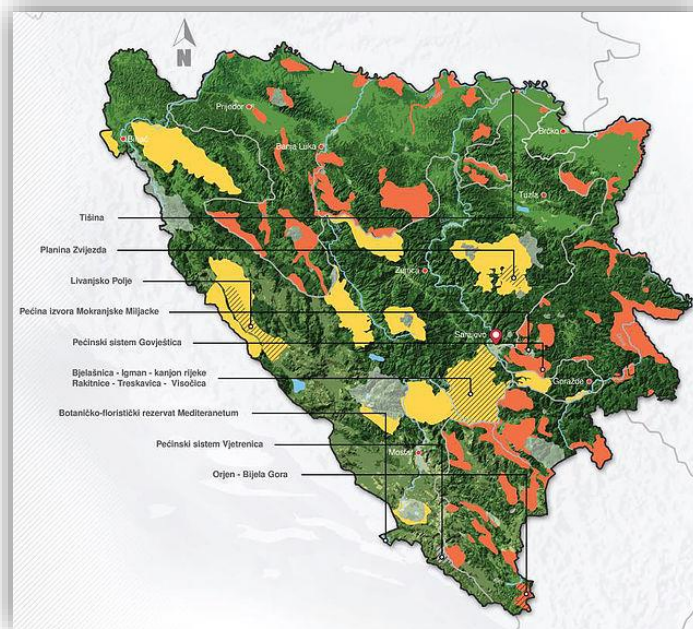 N
Prijedor
Bihać
Banja Luka
Brčko
Tuzla
Tišina
Planina Zvijezda
Zenica
Livanjsko Polje
Pećina izvora Mokranjske Miljacke
Sarajevo
Pećinski sistem Govještica
Bjelašnica - Igman - kanjon rijeke
Rakitnice - Treskavica - Visočica
Goražde
Botaničko-floristički rezervat Mediteranetum
Pećinski sistem Vjetrenica
Mostar
Orjen - Bijela Gora